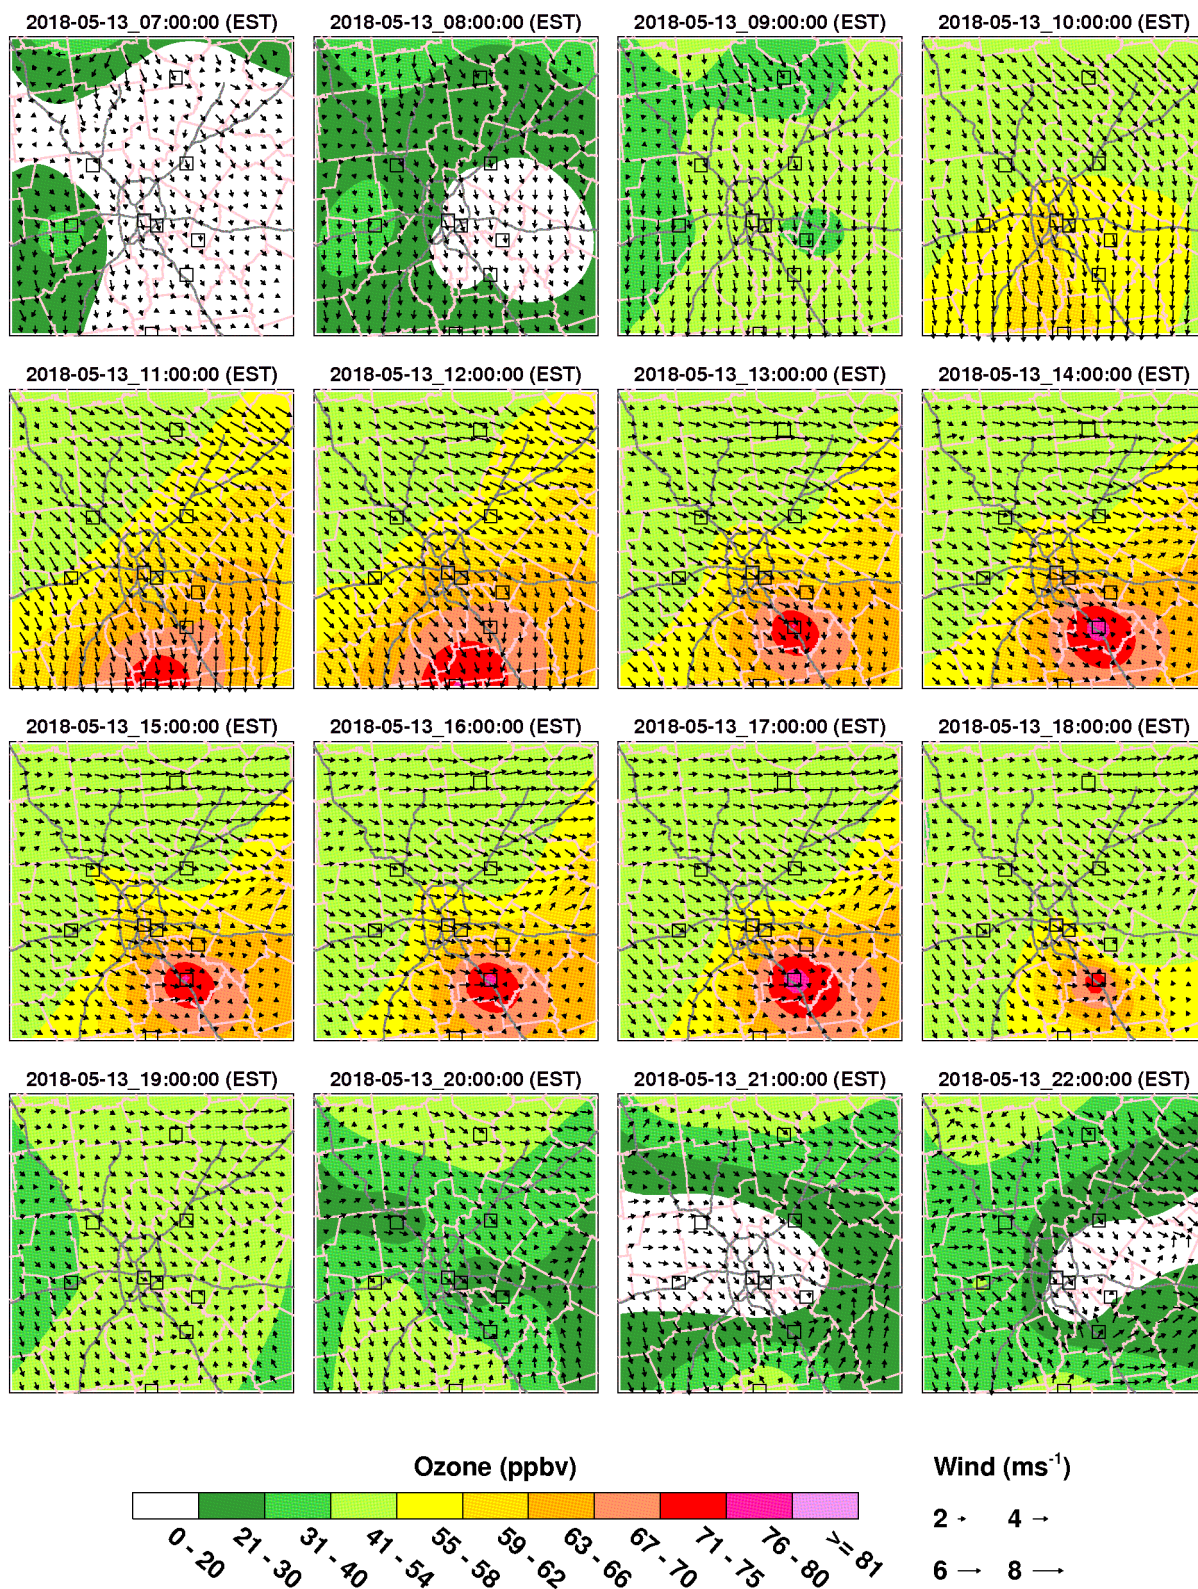 2018-05-13_07:00:00 (EST) 2018-05-13_08:00:00 (EST) 2018-05-13_09:00:00 (EST) 2018-05-13_10:00:00 (EST)
2018-05-13_11:00:00 (EST) 2018-05-13_12:00:00 (EST) 2018-05-13_13:00:00 (EST) 2018-05-13_14:00:00 (EST)
2018-05-13_15:00:00 (EST) 2018-05-13_16:00:00 (EST) 2018-05-13_17:00:00 (EST) 2018-05-13_18:00:00 (EST)
2018-05-13_19:00:00 (EST) 2018-05-13_20:00:00 (EST) 2018-05-13_21:00:00 (EST) 2018-05-13_22:00:00 (EST)
Ozone (ppbv)
0 - 20 21 - 30 31 - 40 41 - 54 55 - 58 59 - 62 63 - 66 67 - 70 71 - 75 76 - 80 >= 81
Wind (ms⁻¹)
2 4
6 8